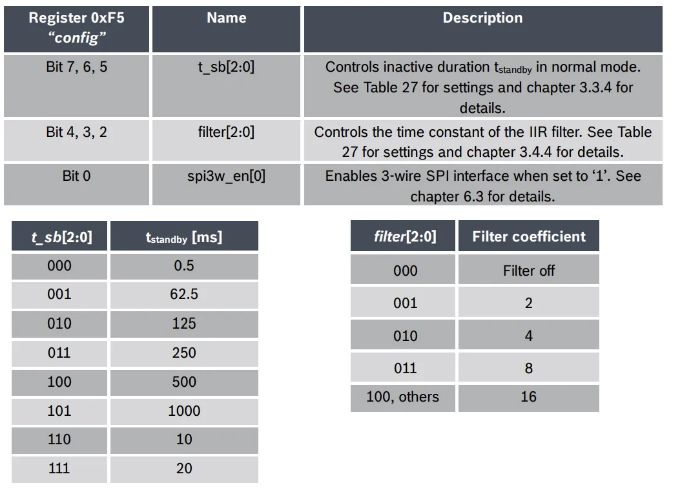 Register 0xF5 Name Description
"config"
Bit 7, 6, 5 t_sb[2:0] Controls inactive duration tstandby in normal mode.
See Table 27 for settings and chapter 3.3.4 for
details.
Bit 4, 3, 2 filter[2:0] Controls the time constant of the IIR filter. See Table
27 for settings and chapter 3.4.4 for details.
Bit 0 spi3w_en[0] Enables 3-wire SPI interface when set to ‘1’. See
chapter 6.3 for details.
t_sb[2:0] tstandby [ms]
000 0.5
001 62.5
010 125
011 250
100 500
101 1000
110 10
111 20
filter[2:0] Filter coefficient
000 Filter off
001 2
010 4
011 8
100, others 16